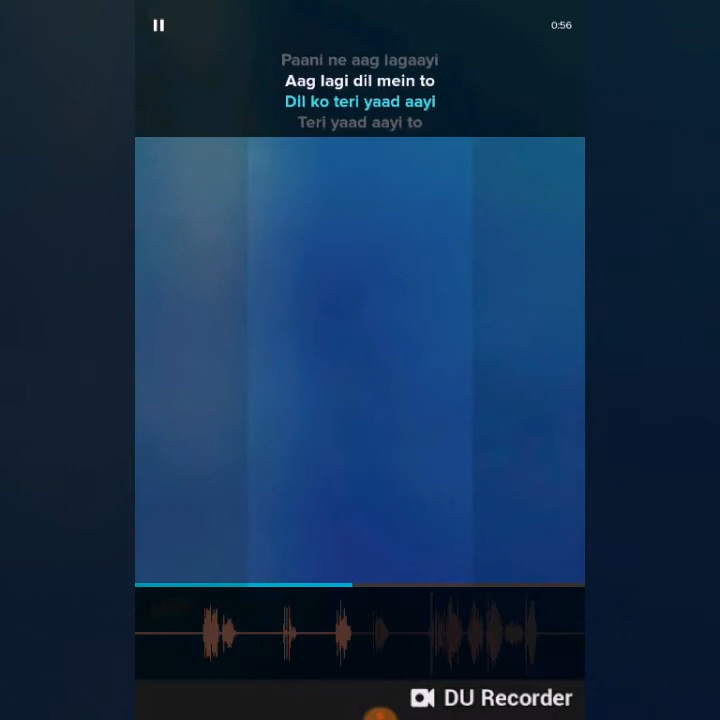 0:56
Paani ne aag lagaayi
Aag lagi dil mein to
Dil ko teri yaad aayi
Teri yaad aayi to
DU Recorder